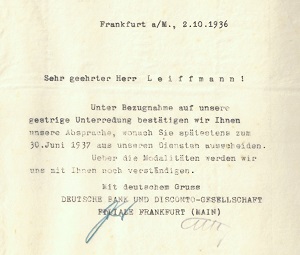 Frankfurt a/M., 2.10.1936
Sehr geehrter Herr Leiffmann!
Unter Bezugnahme auf unsere
gestrige Unterredung bestätigen wir Ihnen
unsere Absprache, wonach Sie spätestens zum
30.Juni 1937 aus unseren Diensten ausscheiden.
Ueber die Modalitäten werden wir
uns mit Ihnen noch verständigen.
Mit deutschem Gruss
DEUTSCHE BANK UND DISCONTO-GESELLSCHAFT
FILIALE FRANKFURT (MAIN)